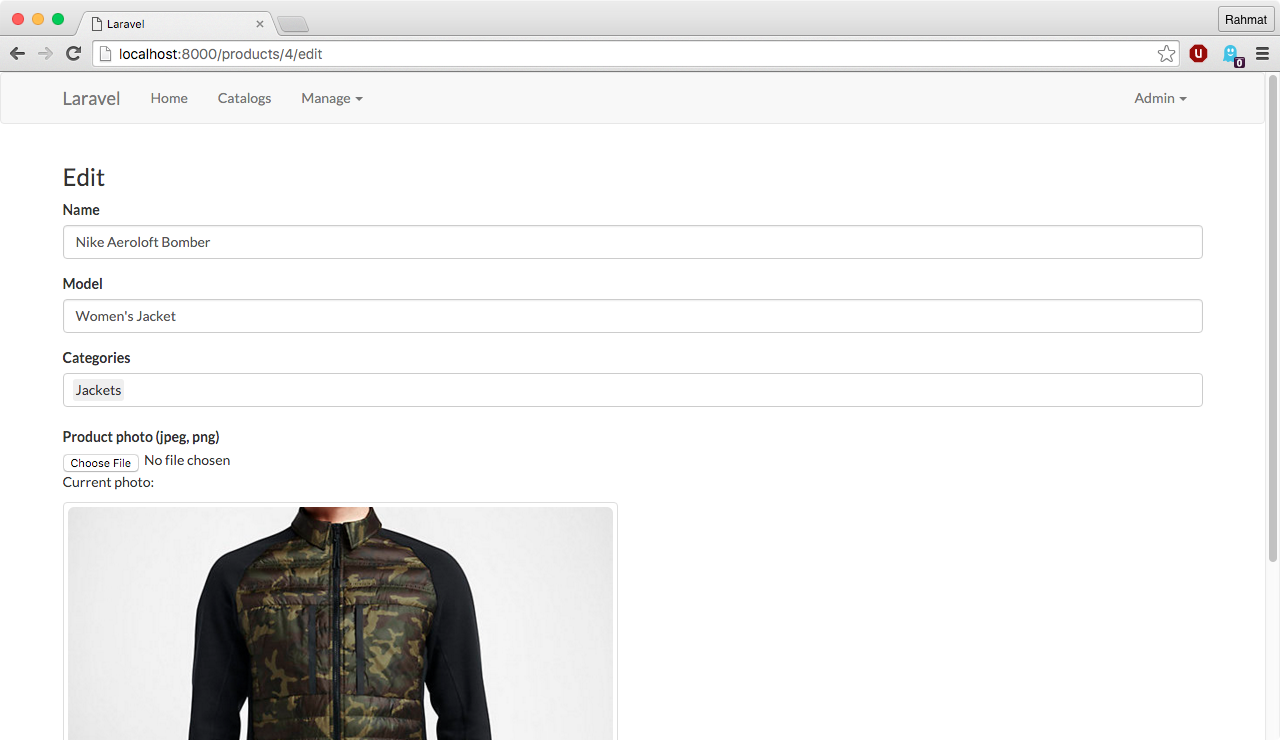 Laravel
Rahmat
localhost:8000/products/4/edit
0
Laravel Home Catalogs Manage Admin
Edit
Name
Nike Aeroloft Bomber
Model
Women's Jacket
Categories
Jackets
Product photo (jpeg, png)
Choose File No file chosen
Current photo: